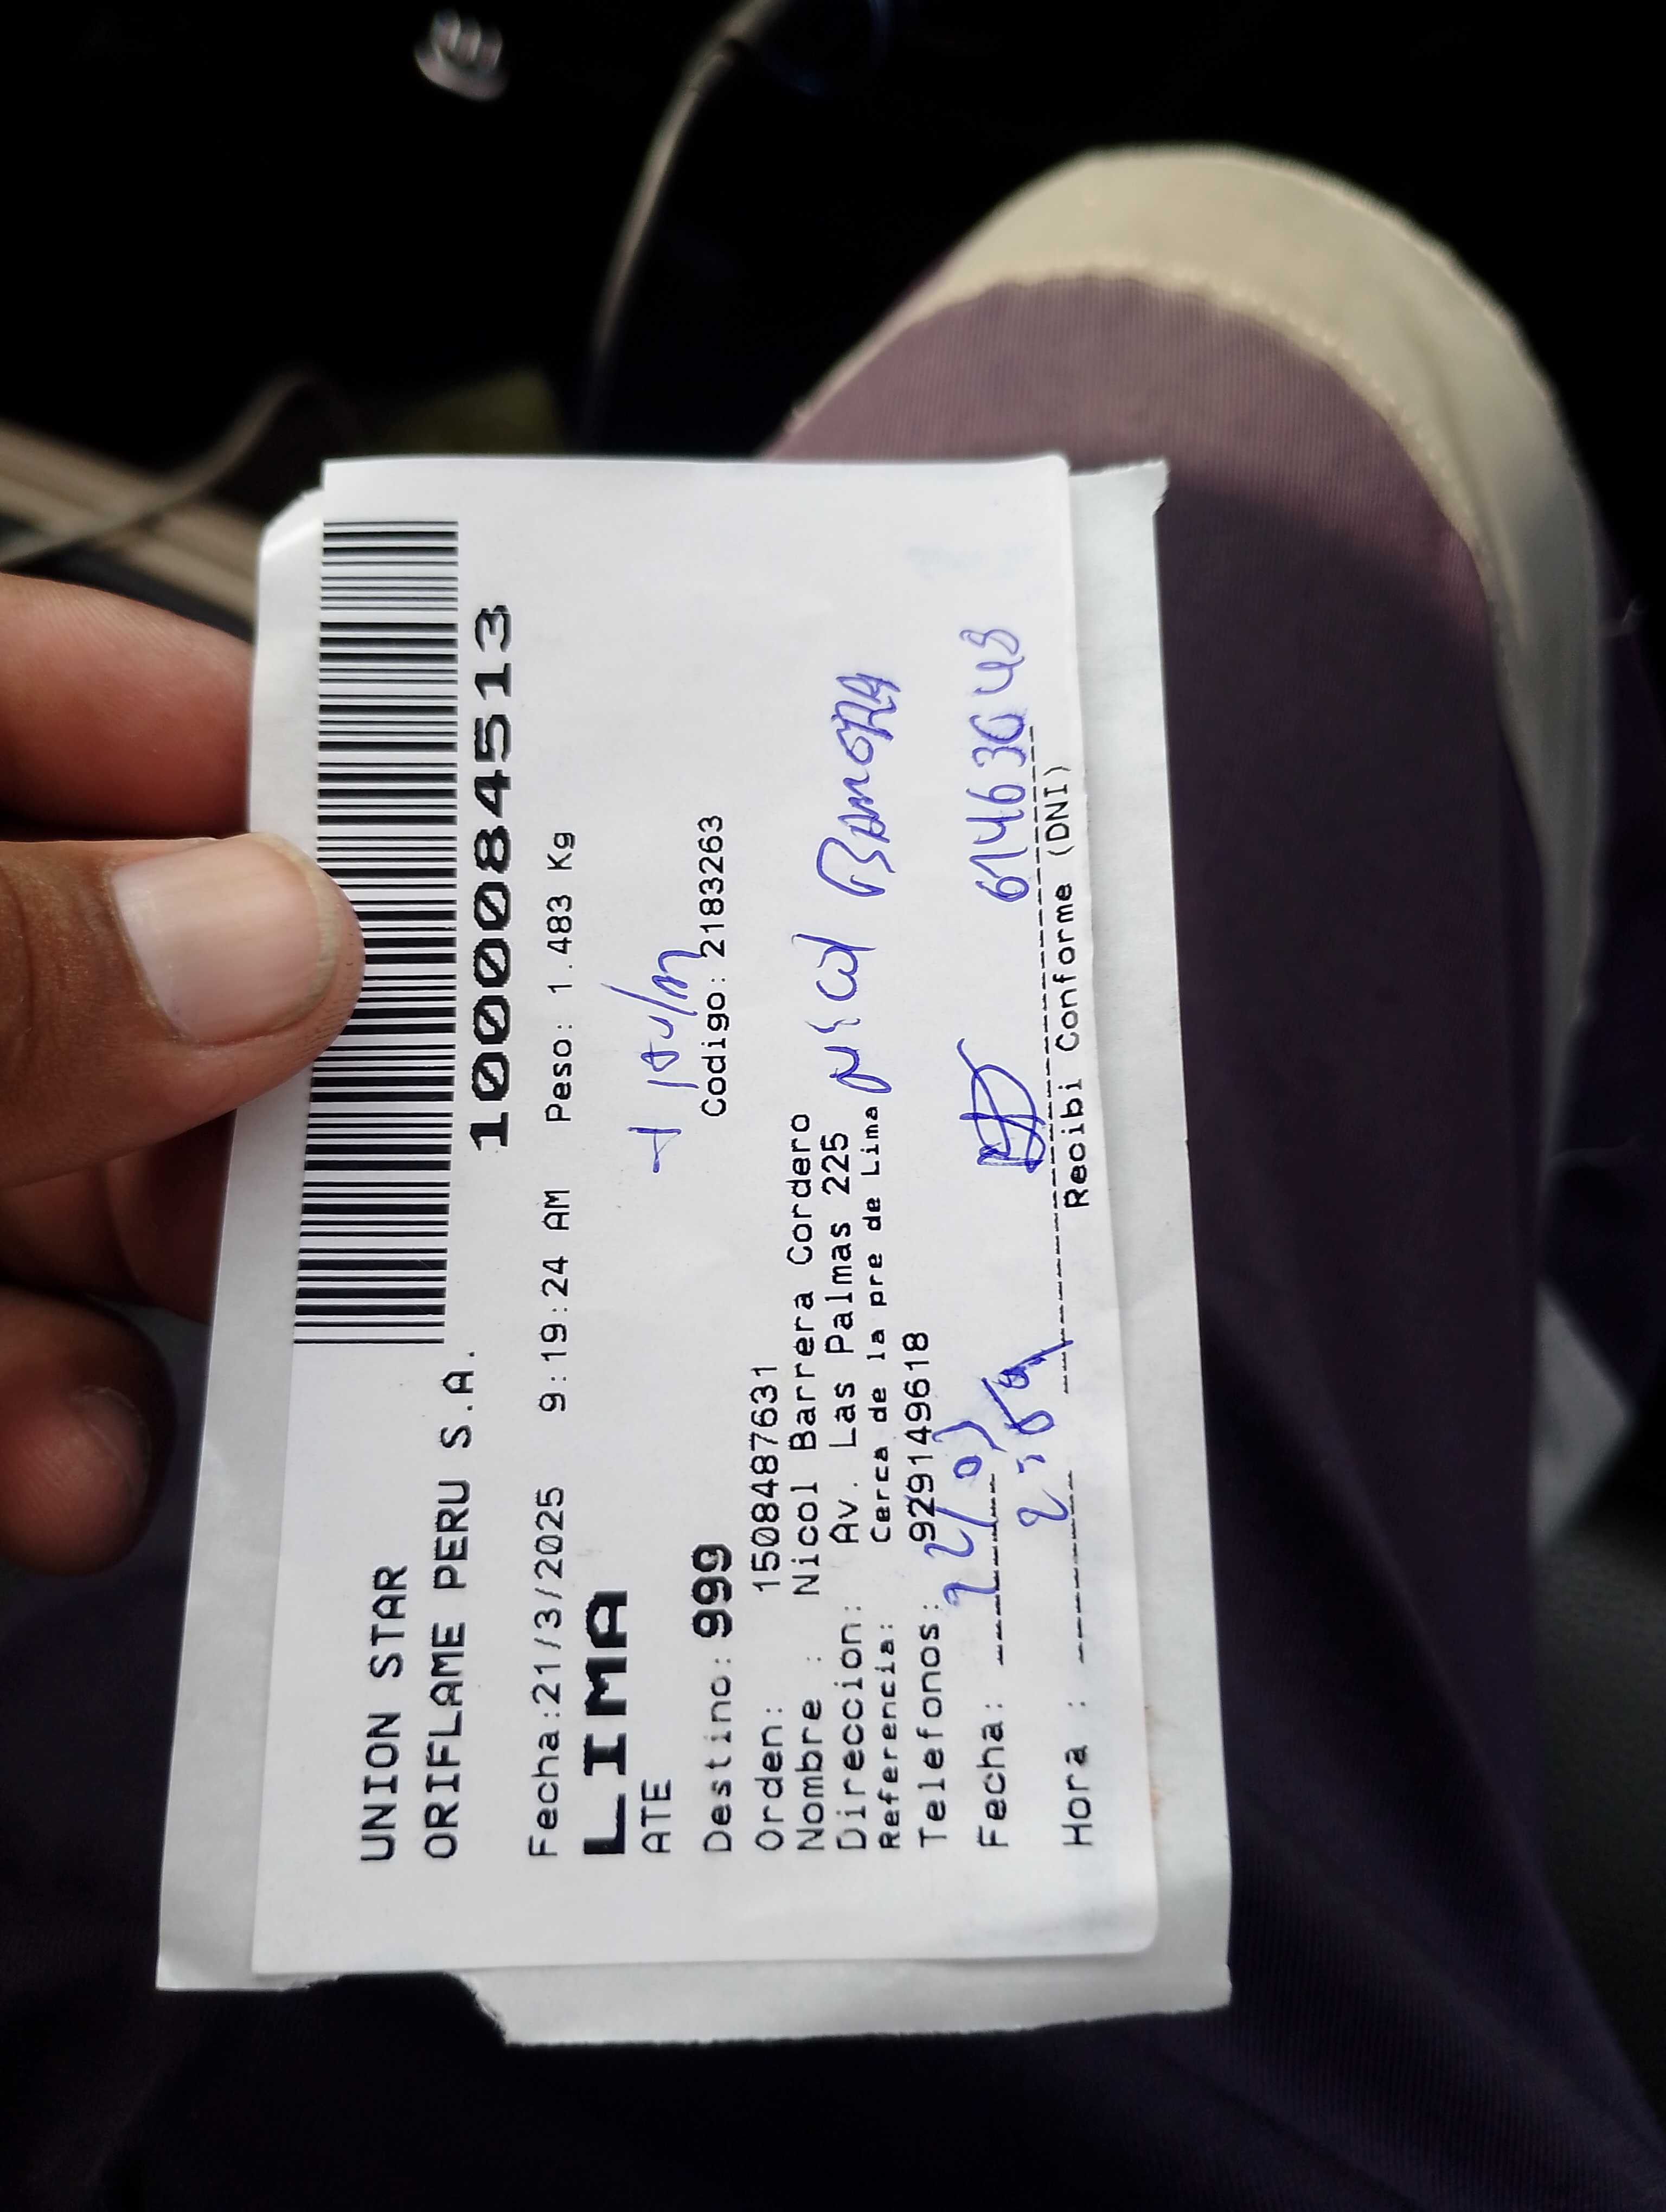 UNION STAR
ORIFLAME PERU S.A.
10000084513
Fecha:21/3/2025 9:19:24 AM Peso: 1.483 Kg
LIMA
ATE
Destino: 999 Codigo: 2183263
Orden: 1508487631
Nombre : Nicol Barrera Cordero
Direccion: Av. Las Palmas 225
Referencia: Cerca de la pre de Lima
Nicol
Telefonos: 929149618
Fecha:
Hora :
Recibi Conforme (DNI)